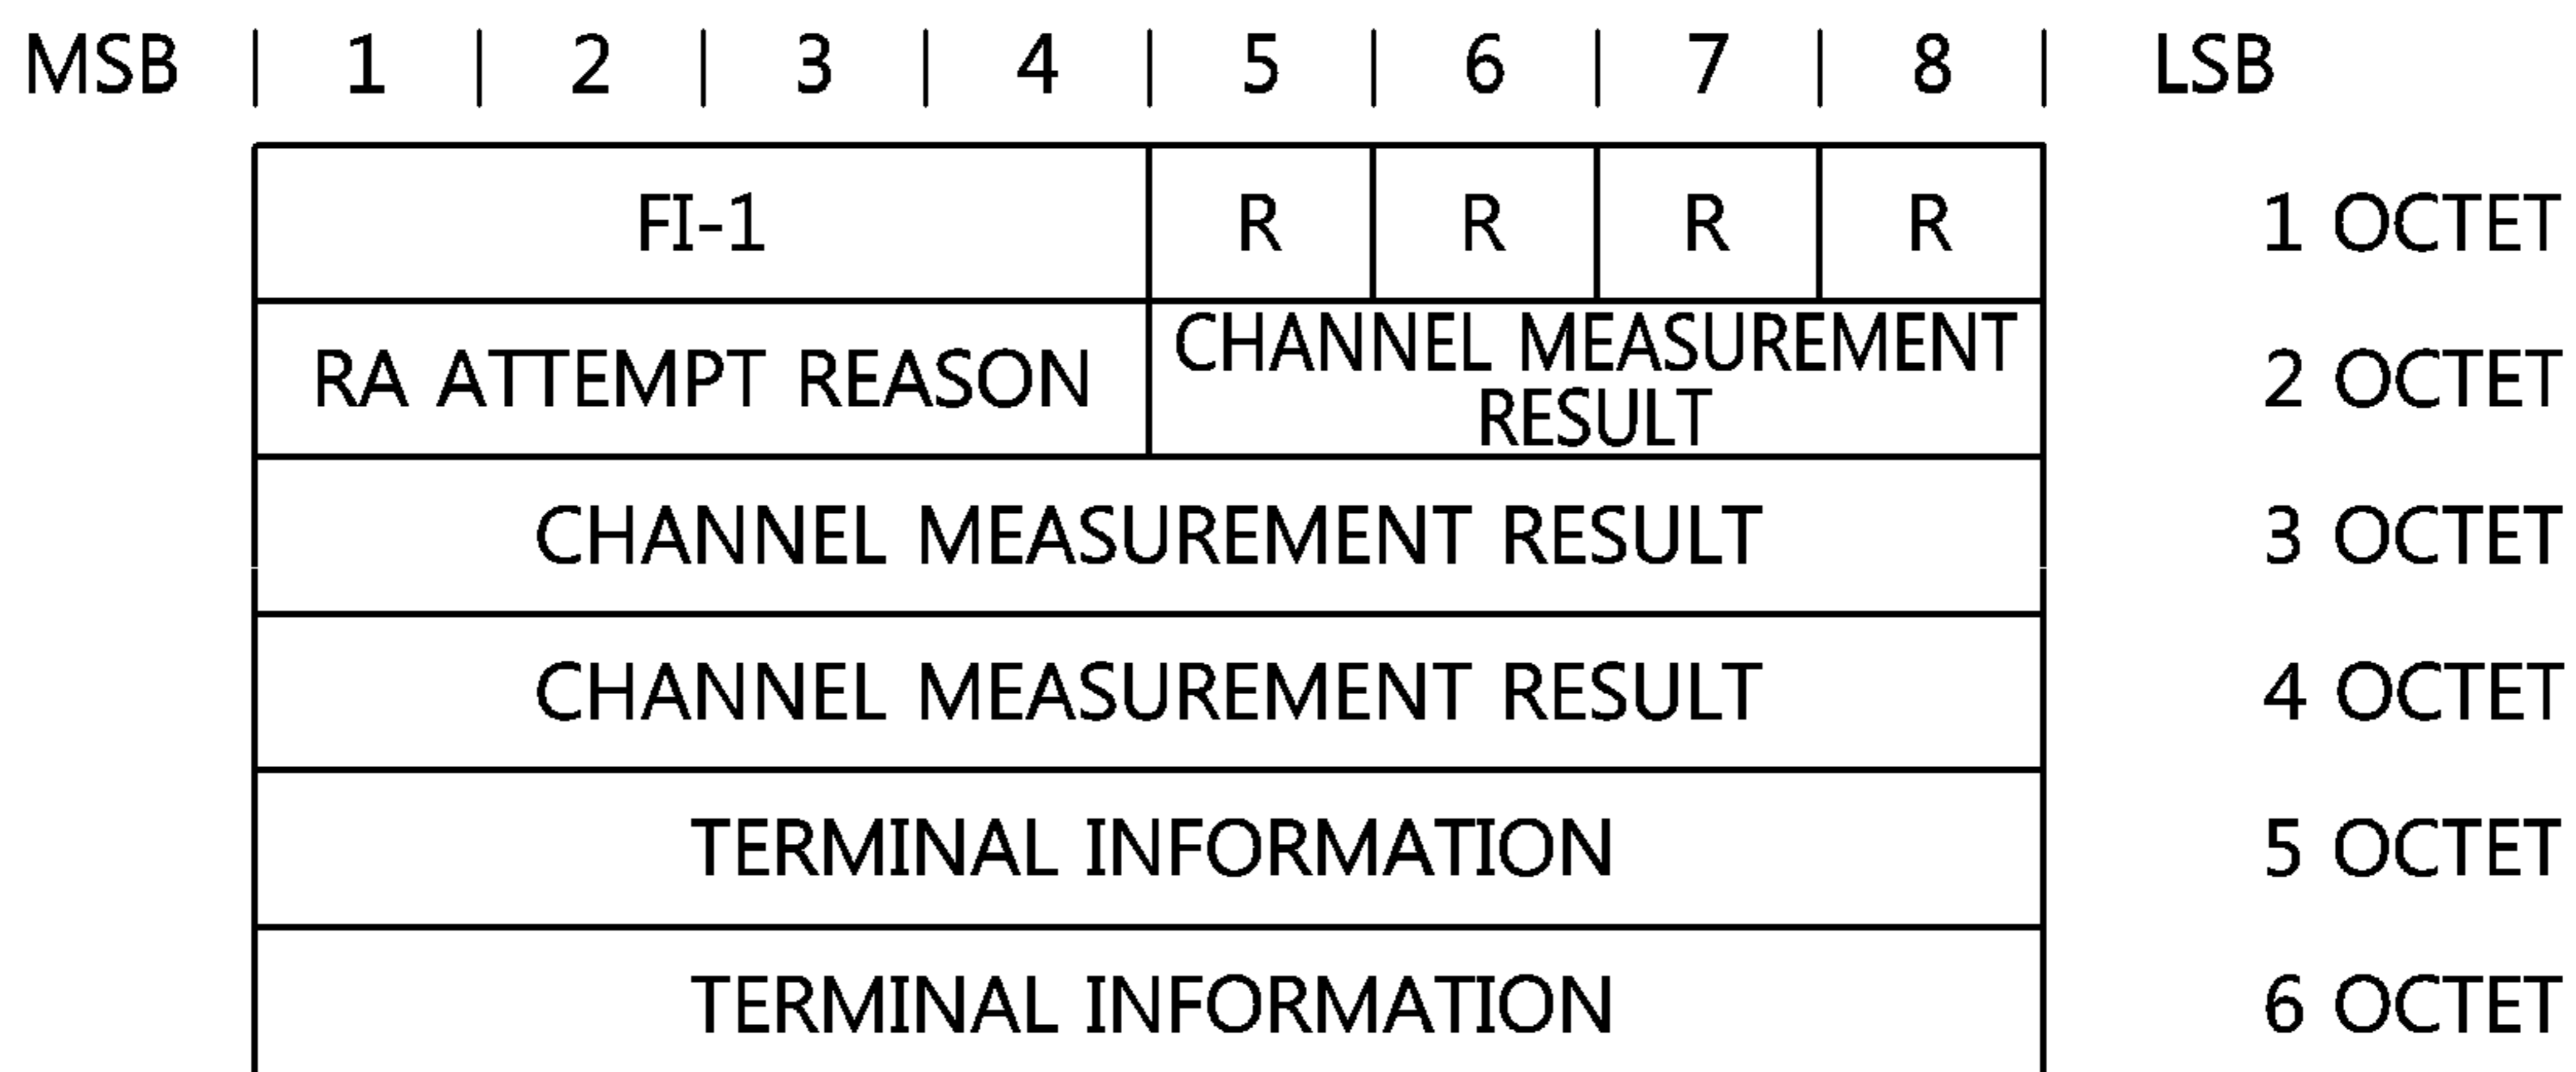 MSB | 1 | 2 | 3 | 4 | 5 | 6 | 7 | 8 | LSB
FI-1 R R R R 1 OCTET
RA ATTEMPT REASON CHANNEL MEASUREMENT RESULT 2 OCTET
CHANNEL MEASUREMENT RESULT 3 OCTET
CHANNEL MEASUREMENT RESULT 4 OCTET
TERMINAL INFORMATION 5 OCTET
TERMINAL INFORMATION 6 OCTET